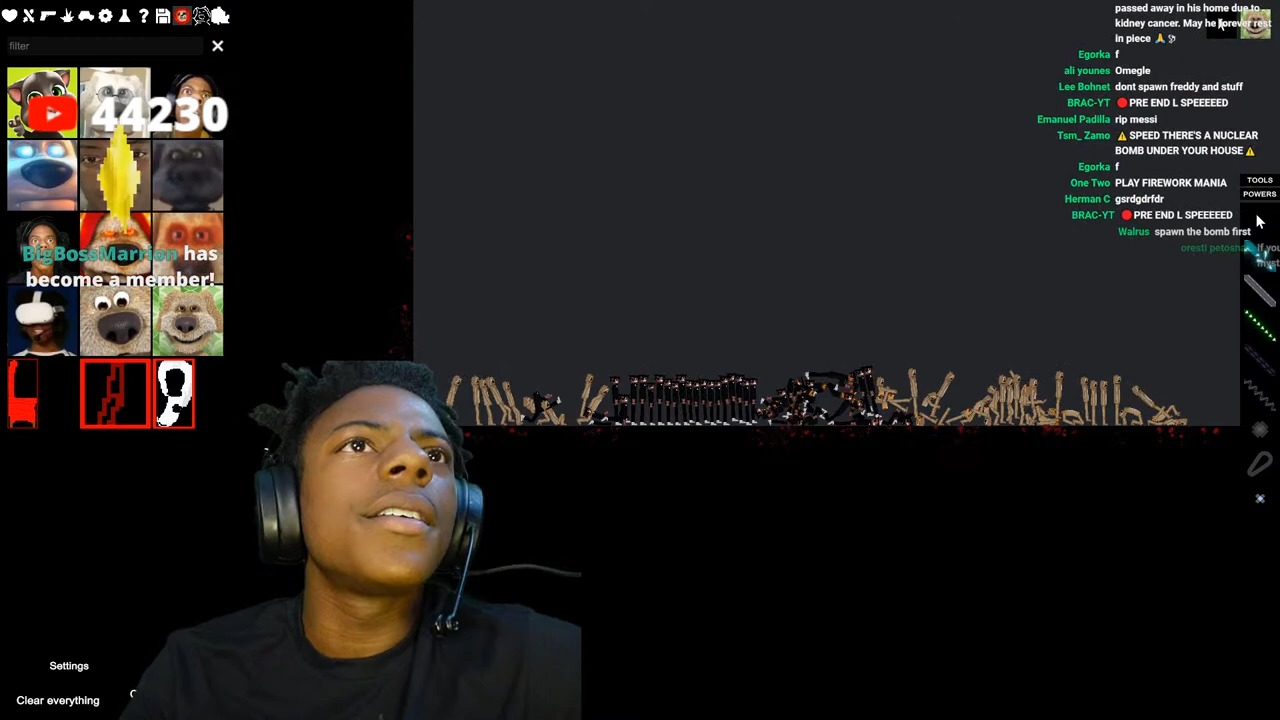 filter
44230
BigBossMarrion has
become a member!
Settings
Clear everything
passed away in his home due to
kidney cancer. May he forever rest
in piece 🙏 🕊
Egorka f
ali younes Omegle
Lee Bohnet dont spawn freddy and stuff
BRAC-YT 🔴PRE END L SPEEEEED
Emanuel Padilla rip messi
Tsm_ Zamo ⚠️SPEED THERE'S A NUCLEAR
BOMB UNDER YOUR HOUSE⚠️
Egorka f
One Two PLAY FIREWORK MANIA
Herman C gsrdgdrfdr
BRAC-YT 🔴PRE END L SPEEEEED
Walrus spawn the bomb first
oresti If you
TOOLS
POWERS